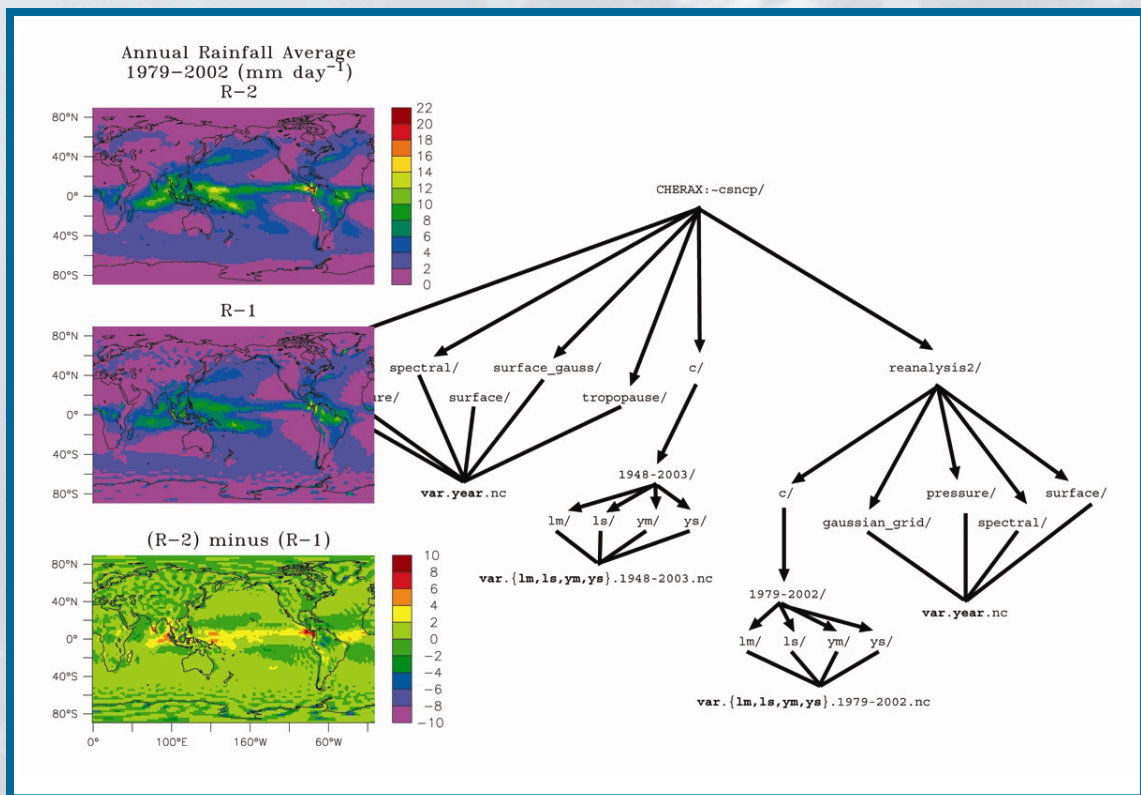 Annual Rainfall Average
1979-2002 (mm day⁻¹)
R-2
80°N
40°N
0°
40°S
80°S
22
20
18
16
14
12
10
8
6
4
2
0
R-1
80°N
40°N
0°
40°S
80°S
(R-2) minus (R-1)
80°N
40°N
0°
40°S
80°S
0°
100°E
160°W
60°W
10
8
6
4
2
0
-2
-4
-6
-8
-10
CHERAX:~csncp/
spectral/ surface_gauss/ c/ reanalysis2/
ure/ surface/ tropopause/
var.year.nc
1948-2003/
lm/ ls/ ym/ ys/
var.{lm,ls,ym,ys}.1948-2003.nc
c/ pressure/ surface/
gaussian_grid/ spectral/
var.year.nc
1979-2002/
lm/ ls/ ym/ ys/
var.{lm,ls,ym,ys}.1979-2002.nc